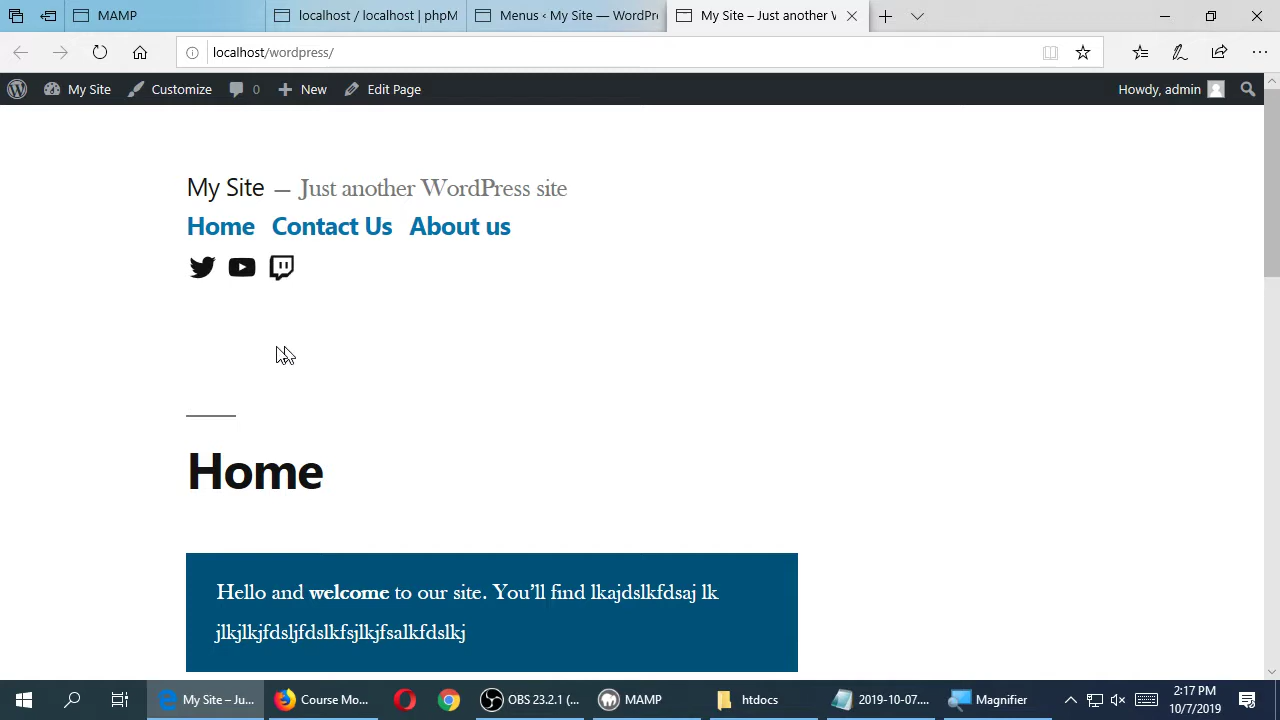 MAMP
localhost / localhost | phpM
Menus ‹ My Site — WordPre
My Site – Just another W
localhost/wordpress/
My Site
Customize
0
New
Edit Page
Howdy, admin
My Site — Just another WordPress site
Home Contact Us About us
Home
Hello and welcome to our site. You’ll find lkajdslkfdsaj lk
jlkjlkjfdsljfdslkfsjlkjfsalkfdslkj
My Site – Ju...
Course Mo...
OBS 23.2.1 (...
MAMP
htdocs
2019-10-07....
Magnifier
2:17 PM
10/7/2019